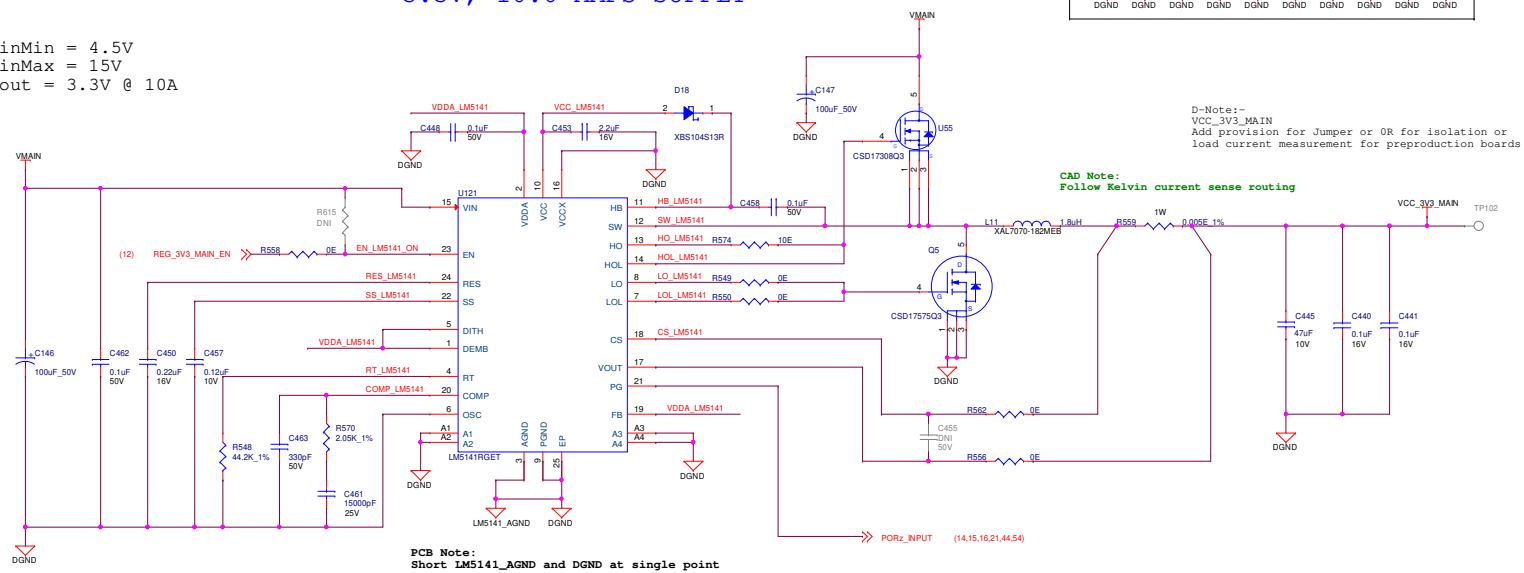 inMin = 4.5V
inMax = 15V
out = 3.3V @ 10A
DGND DGND DGND DGND DGND DGND DGND DGND DGND DGND
D-Note:-
VCC_3V3_MAIN
Add provision for Jumper or 0R for isolation or
load current measurement for preproduction boards
CAD Note:
Follow Kelvin current sense routing
VMAIN
C147
100uF_50V
DGND
5
4
U55
CSD17308Q3
1 2 3
D18
2 1
XBS104S13R
VDDA_LM5141
VCC_LM5141
C448 0.1uF
50V
C453 2.2uF
16V
DGND
DGND
VMAIN
U121
2 10 16
VDDA VCC VCCX
R615
DNI
15 VIN
(12) REG_3V3_MAIN_EN
R558 0E
EN_LM5141_ON
23 EN
RES_LM5141
24 RES
SS_LM5141
22 SS
5 DITH
VDDA_LM5141
1 DEMB
RT_LM5141
4 RT
COMP_LM5141
20 COMP
6 OSC
A1 A1
A2 A2
LM5141RGET
AGND PGND EP
3 9 25
HB 11 HB_LM5141
C458 0.1uF
50V
SW 12 SW_LM5141
HO 13 HO_LM5141
R574 10E
HOL 14 HOL_LM5141
LO 8 LO_LM5141
R549 0E
LOL 7 LOL_LM5141
R550 0E
CS 18 CS_LM5141
VOUT 17
PG 21
FB 19 VDDA_LM5141
A3 A3
A4 A4
DGND
DGND
LM5141_AGND
DGND
C146
100uF_50V
C462
0.1uF
50V
C450
0.22uF
16V
C457
0.12uF
10V
R548
44.2K_1%
C463
330pF
50V
R570
2.05K_1%
C461
15000pF
25V
DGND
Q5
5
D
G
S
4
CSD17575Q3
1 2 3
DGND
L11 1.8uH
XAL7070-182MEB
R559 1W
0.005E_1%
VCC_3V3_MAIN
TP102
C445
47uF
10V
C440
0.1uF
16V
C441
0.1uF
16V
DGND
R562 0E
C455
DNI
50V
R556 0E
PORz_INPUT (14,15,16,21,44,54)
PCB Note:
Short LM5141_AGND and DGND at single point